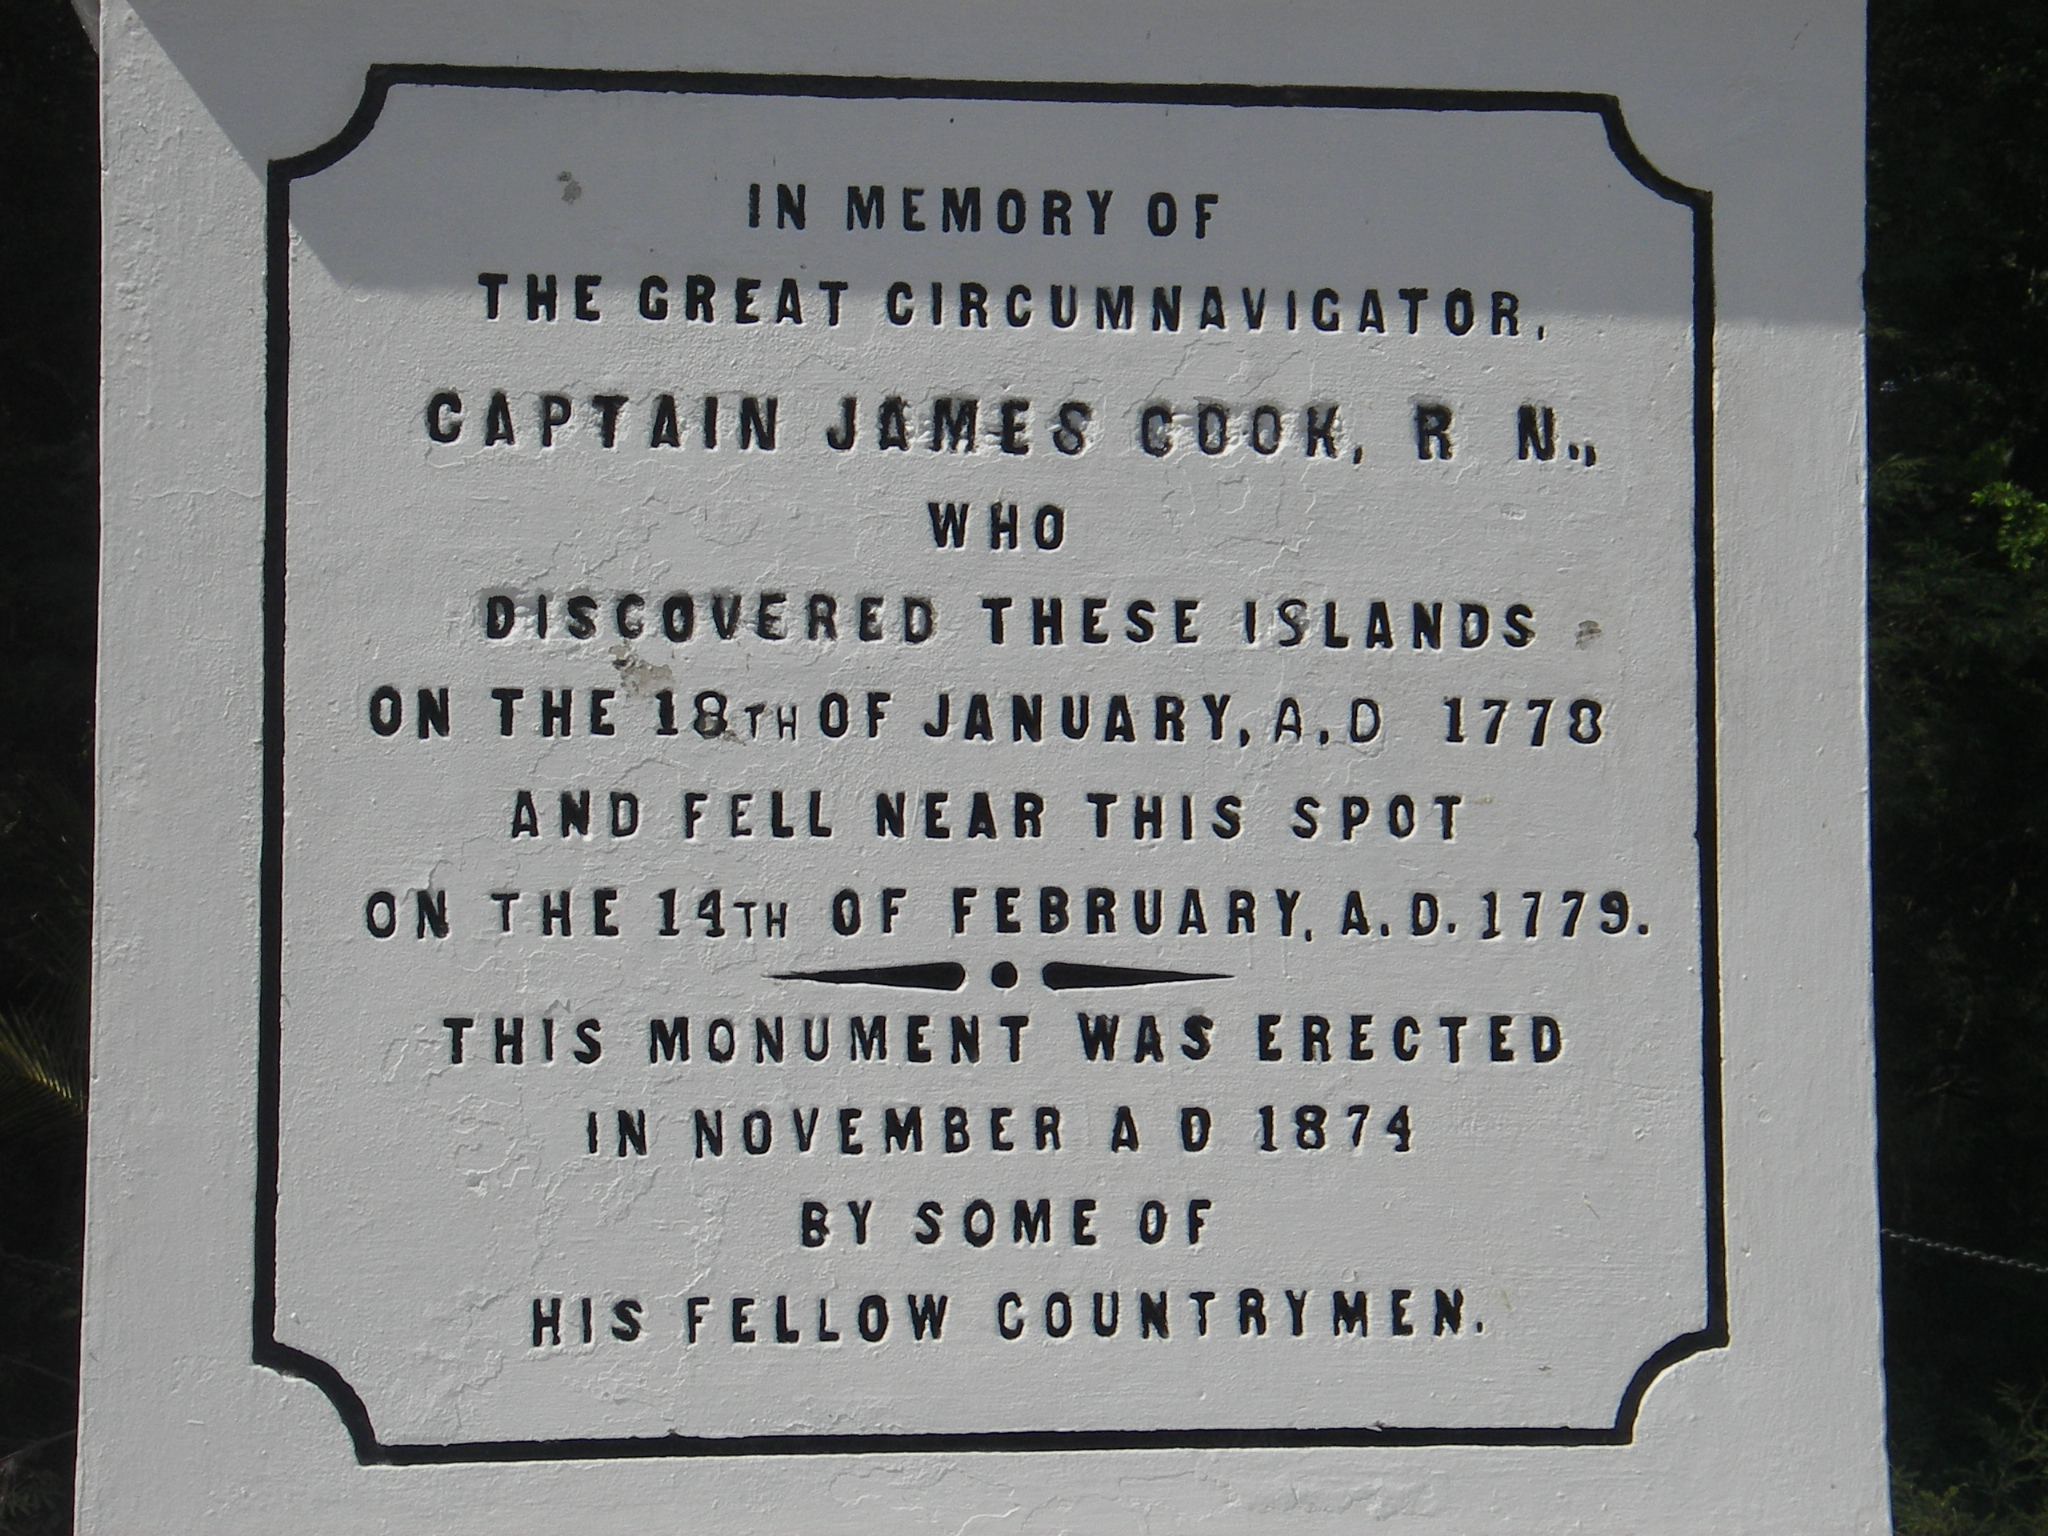 IN MEMORY OF
THE GREAT CIRCUMNAVIGATOR,
CAPTAIN JAMES COOK, R N.,
WHO
DISCOVERED THESE ISLANDS
ON THE 18TH OF JANUARY, A.D 1778
AND FELL NEAR THIS SPOT
ON THE 14TH OF FEBRUARY, A.D. 1779.
THIS MONUMENT WAS ERECTED
IN NOVEMBER A D 1874
BY SOME OF
HIS FELLOW COUNTRYMEN.